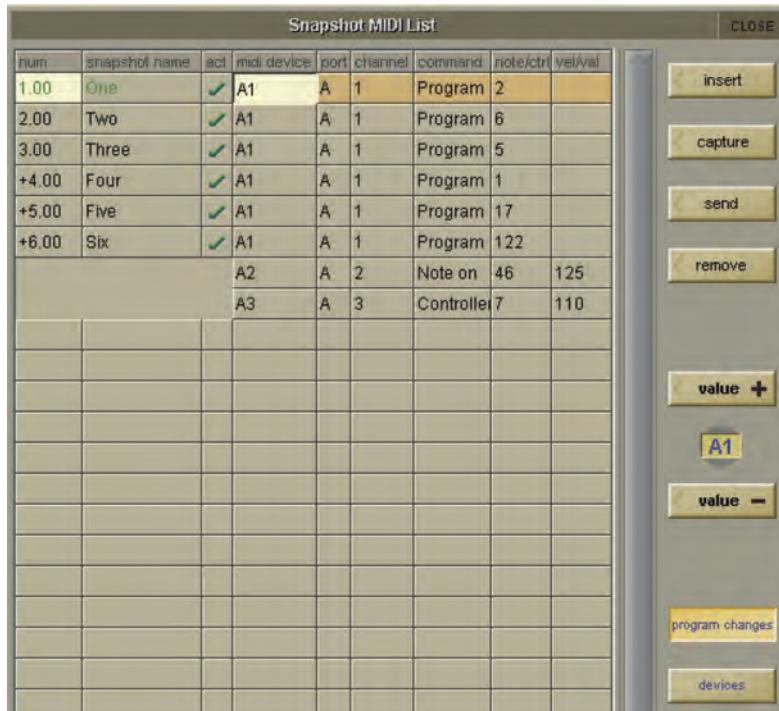 Snapshot MIDI List
CLOSE
num snapshot name act midi device port channel command note/ctrl vel/val
1.00 One A1 A 1 Program 2
2.00 Two A1 A 1 Program 6
3.00 Three A1 A 1 Program 5
+4.00 Four A1 A 1 Program 1
+5.00 Five A1 A 1 Program 17
+6.00 Six A1 A 1 Program 122
A2 A 2 Note on 46 125
A3 A 3 Controller 7 110
insert
capture
send
remove
value +
A1
value −
program changes
devices